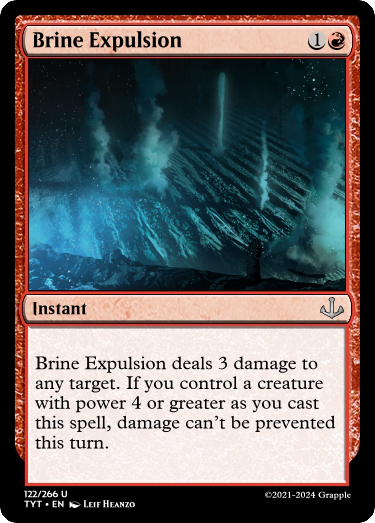 Brine Expulsion 1
Instant
Brine Expulsion deals 3 damage to
any target. If you control a creature
with power 4 or greater as you cast
this spell, damage can't be prevented
this turn.
122/266 U
TYT • EN Leif Heanzo
©2021-2024 Grapple